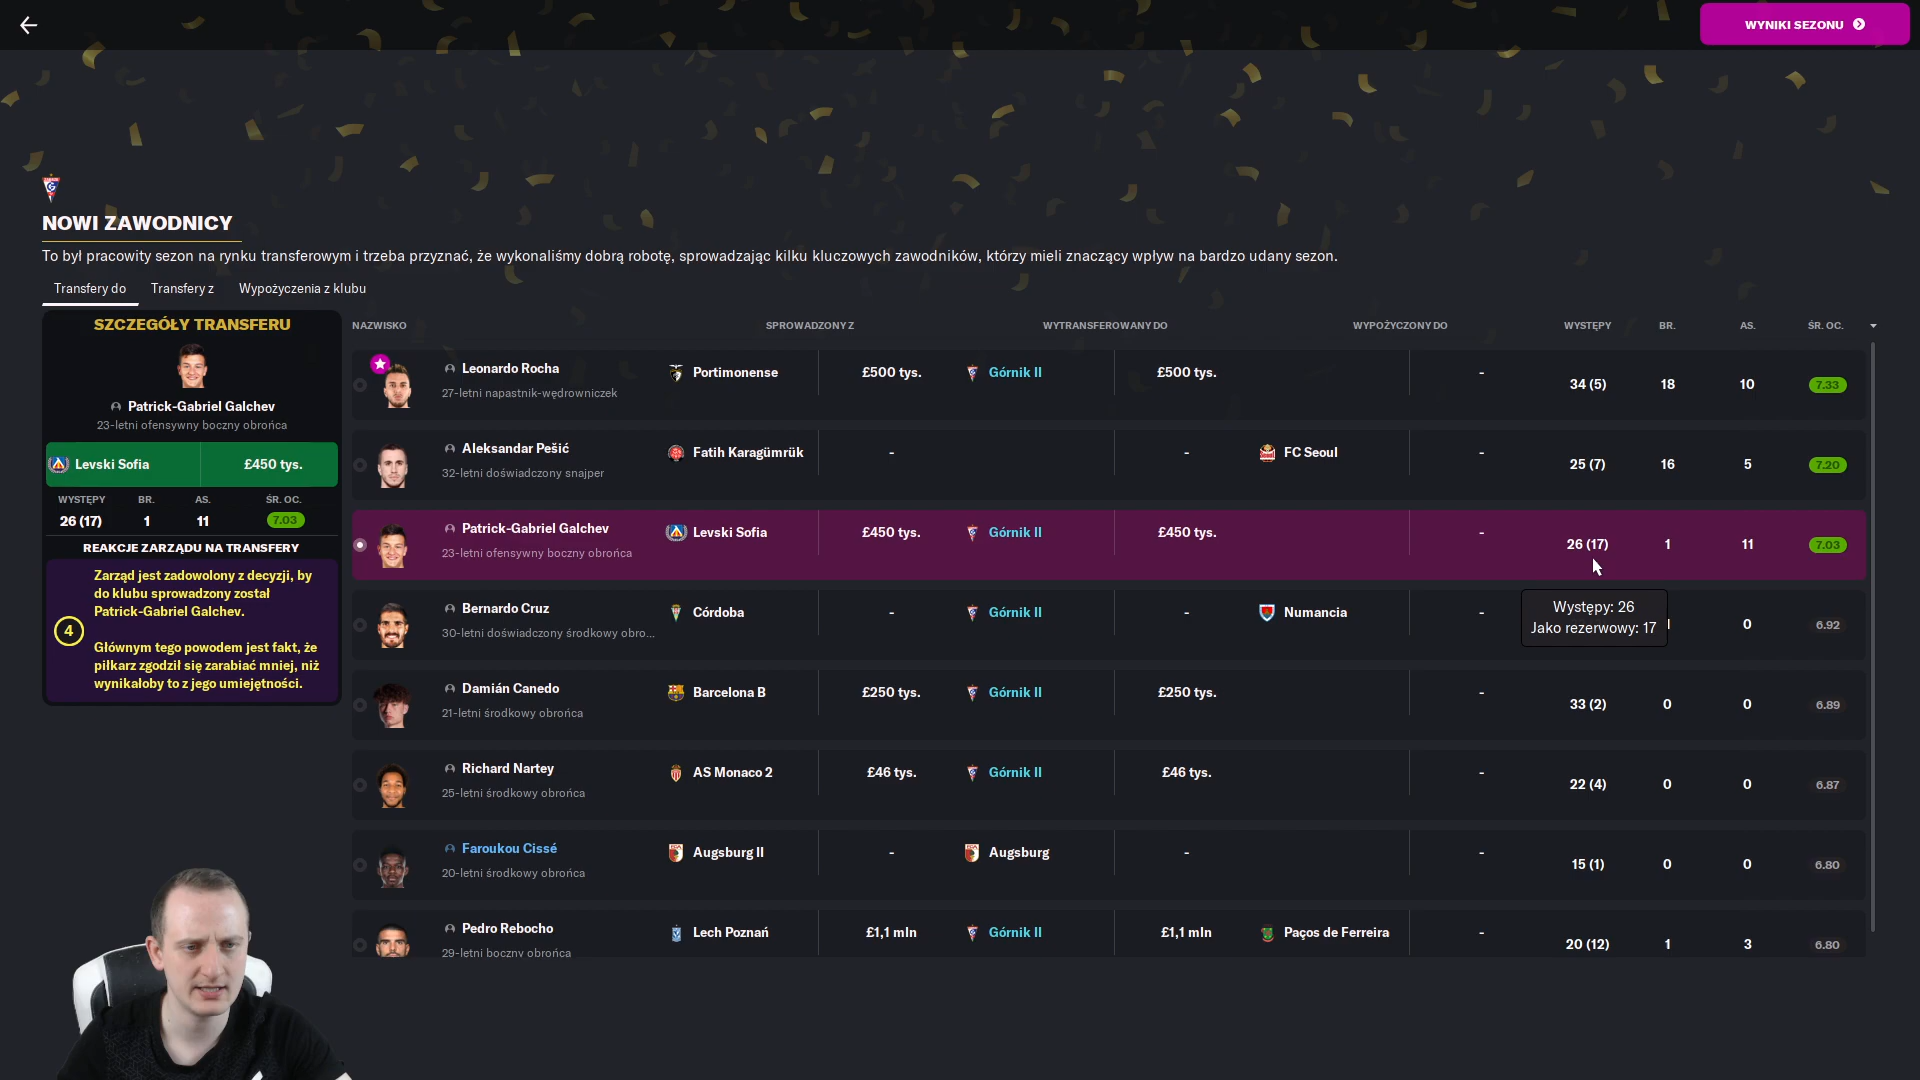 WYNIKI SEZONU
NOWI ZAWODNICY
To był pracowity sezon na rynku transferowym i trzeba przyznać, że wykonaliśmy dobrą robotę, sprowadzając kilku kluczowych zawodników, którzy mieli znaczący wpływ na bardzo udany sezon.
Transfery do Transfery z Wypożyczenia z klubu
SZCZEGÓŁY TRANSFERU
Patrick-Gabriel Galchev
23-letni ofensywny boczny obrońca
Levski Sofia £450 tys.
WYSTĘPY BR. AS. ŚR. OC.
26 (17) 1 11 7.03
REAKCJE ZARZĄDU NA TRANSFERY
4
Zarząd jest zadowolony z decyzji, by
do klubu sprowadzony został
Patrick-Gabriel Galchev.
Głównym tego powodem jest fakt, że
piłkarz zgodził się zarabiać mniej, niż
wynikałoby to z jego umiejętności.
NAZWISKO SPROWADZONY Z WYTRANSFEROWANY DO WYPOŻYCZONY DO WYSTĘPY BR. AS. ŚR. OC.
Leonardo Rocha Portimonense £500 tys. Górnik II £500 tys. - 34 (5) 18 10 7.33
27-letni napastnik-wędrowniczek
Aleksandar Pešić Fatih Karagümrük - - FC Seoul - 25 (7) 16 5 7.20
32-letni doświadczony snajper
Patrick-Gabriel Galchev Levski Sofia £450 tys. Górnik II £450 tys. - 26 (17) 1 11 7.03
23-letni ofensywny boczny obrońca
Bernardo Cruz Córdoba - Górnik II - Numancia - 0 6.92
30-letni doświadczony środkowy obro...
Występy: 26
Jako rezerwowy: 17
Damián Canedo Barcelona B £250 tys. Górnik II £250 tys. - 33 (2) 0 0 6.89
21-letni środkowy obrońca
Richard Nartey AS Monaco 2 £46 tys. Górnik II £46 tys. - 22 (4) 0 0 6.87
25-letni środkowy obrońca
Faroukou Cissé Augsburg II - Augsburg - - 15 (1) 0 0 6.80
20-letni środkowy obrońca
Pedro Rebocho Lech Poznań £1,1 mln Górnik II £1,1 mln Paços de Ferreira - 20 (12) 1 3 6.80
29-letni boczny obrońca